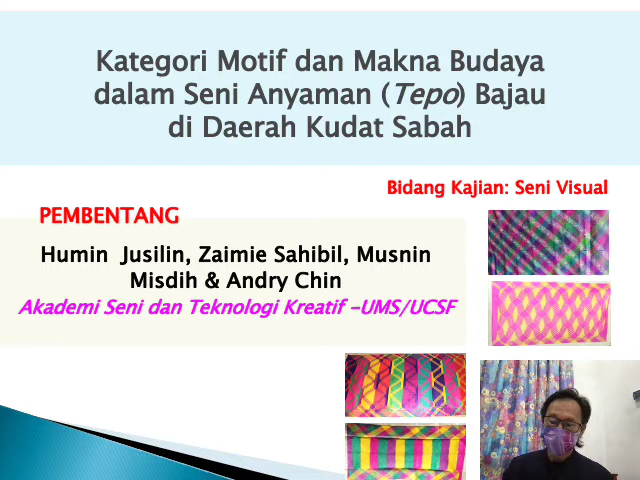 Kategori Motif dan Makna Budaya
dalam Seni Anyaman (Tepo) Bajau
di Daerah Kudat Sabah
Bidang Kajian: Seni Visual
PEMBENTANG
Humin Jusilin, Zaimie Sahibil, Musnin
Misdih & Andry Chin
Akademi Seni dan Teknologi Kreatif -UMS/UCSF